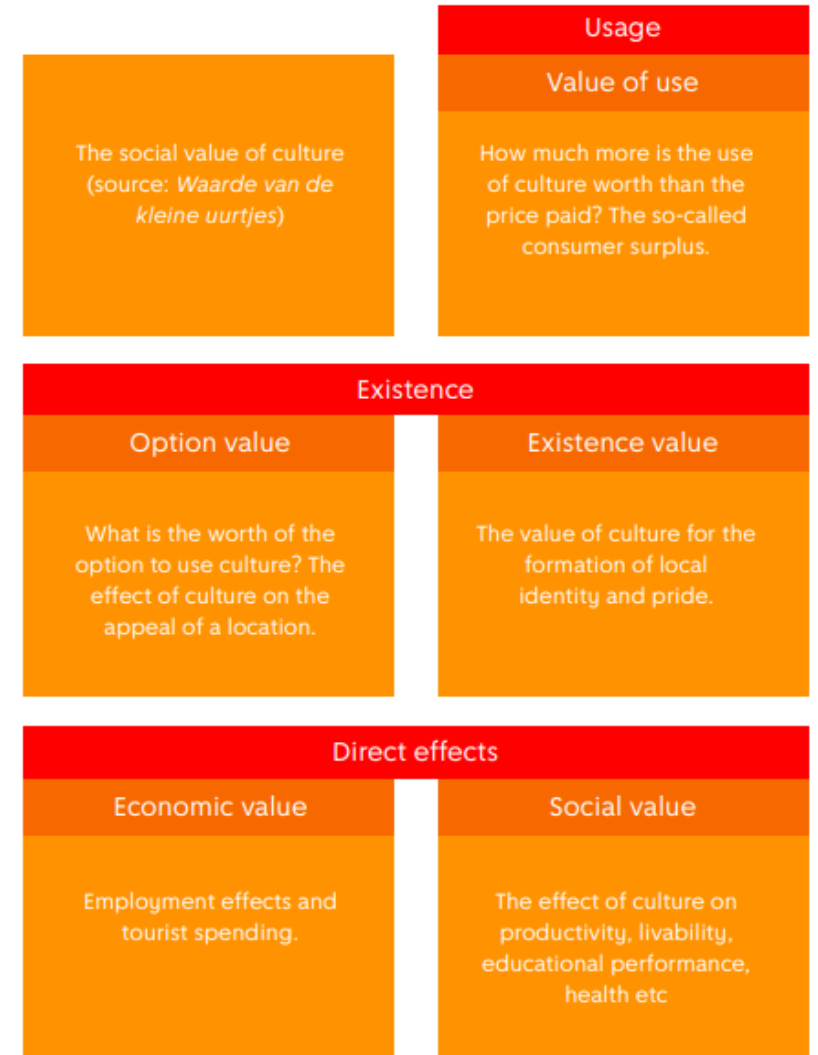 The social value of culture
(source: Waarde van de
kleine uurtjes)
Usage
Value of use
How much more is the use
of culture worth than the
price paid? The so-called
consumer surplus.
Existence
Option value
What is the worth of the
option to use culture? The
effect of culture on the
appeal of a location.
Existence value
The value of culture for the
formation of local
identity and pride.
Direct effects
Economic value
Employment effects and
tourist spending.
Social value
The effect of culture on
productivity, livability,
educational performance,
health etc